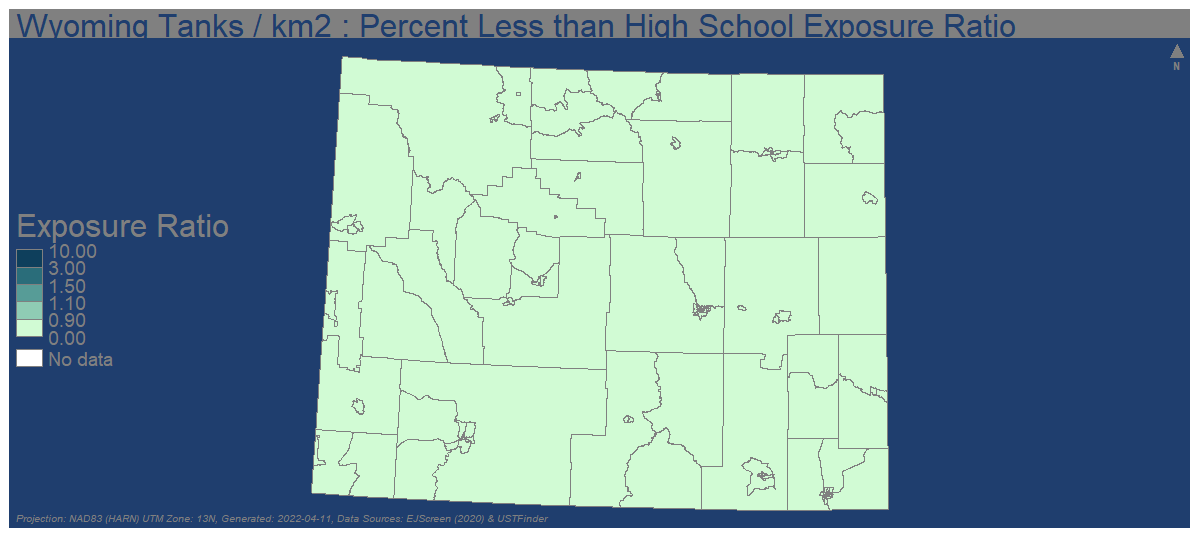 Wyoming Tanks / km2 : Percent Less than High School Exposure Ratio
N
Exposure Ratio
10.00
3.00
1.50
1.10
0.90
0.00
No data
Projection: NAD83 (HARN) UTM Zone: 13N, Generated: 2022-04-11, Data Sources: EJScreen (2020) & USTFinder